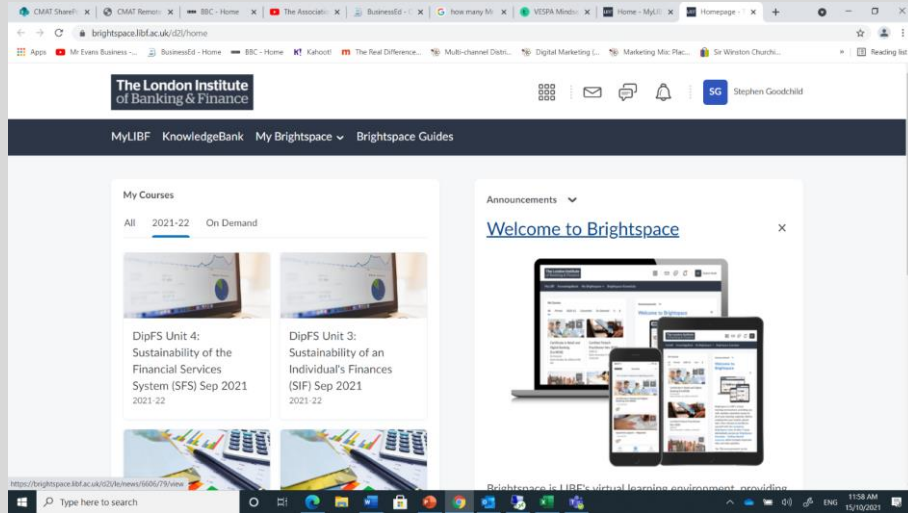 CMAT ShareP
CMAT Remote
BBC - Home
The Associatio
BusinessEd - C
how many Mr
VESPA Mindse
Home - MyLI
Homepage - 
brightspace.libf.ac.uk/d2l/home
Apps
Mr Evans Business -...
BusinessEd - Home
BBC - Home
Kahoot!
The Real Difference...
Multi-channel Distri...
Digital Marketing (...
Marketing Mix: Plac...
Sir Winston Churchi...
Reading list
The London Institute
of Banking & Finance
SG
Stephen Goodchild
MyLIBF
KnowledgeBank
My Brightspace
Brightspace Guides
My Courses
All
2021-22
On Demand
DipFS Unit 4:
Sustainability of the
Financial Services
System (SFS) Sep 2021
2021-22
DipFS Unit 3:
Sustainability of an
Individual's Finances
(SIF) Sep 2021
2021-22
Announcements
Welcome to Brightspace
Brightspace is LIBF's virtual learning environment, providing
https://brightspace.libf.ac.uk/d2l/le/news/6606/79/view
Type here to search
ENG
11:58 AM
15/10/2021